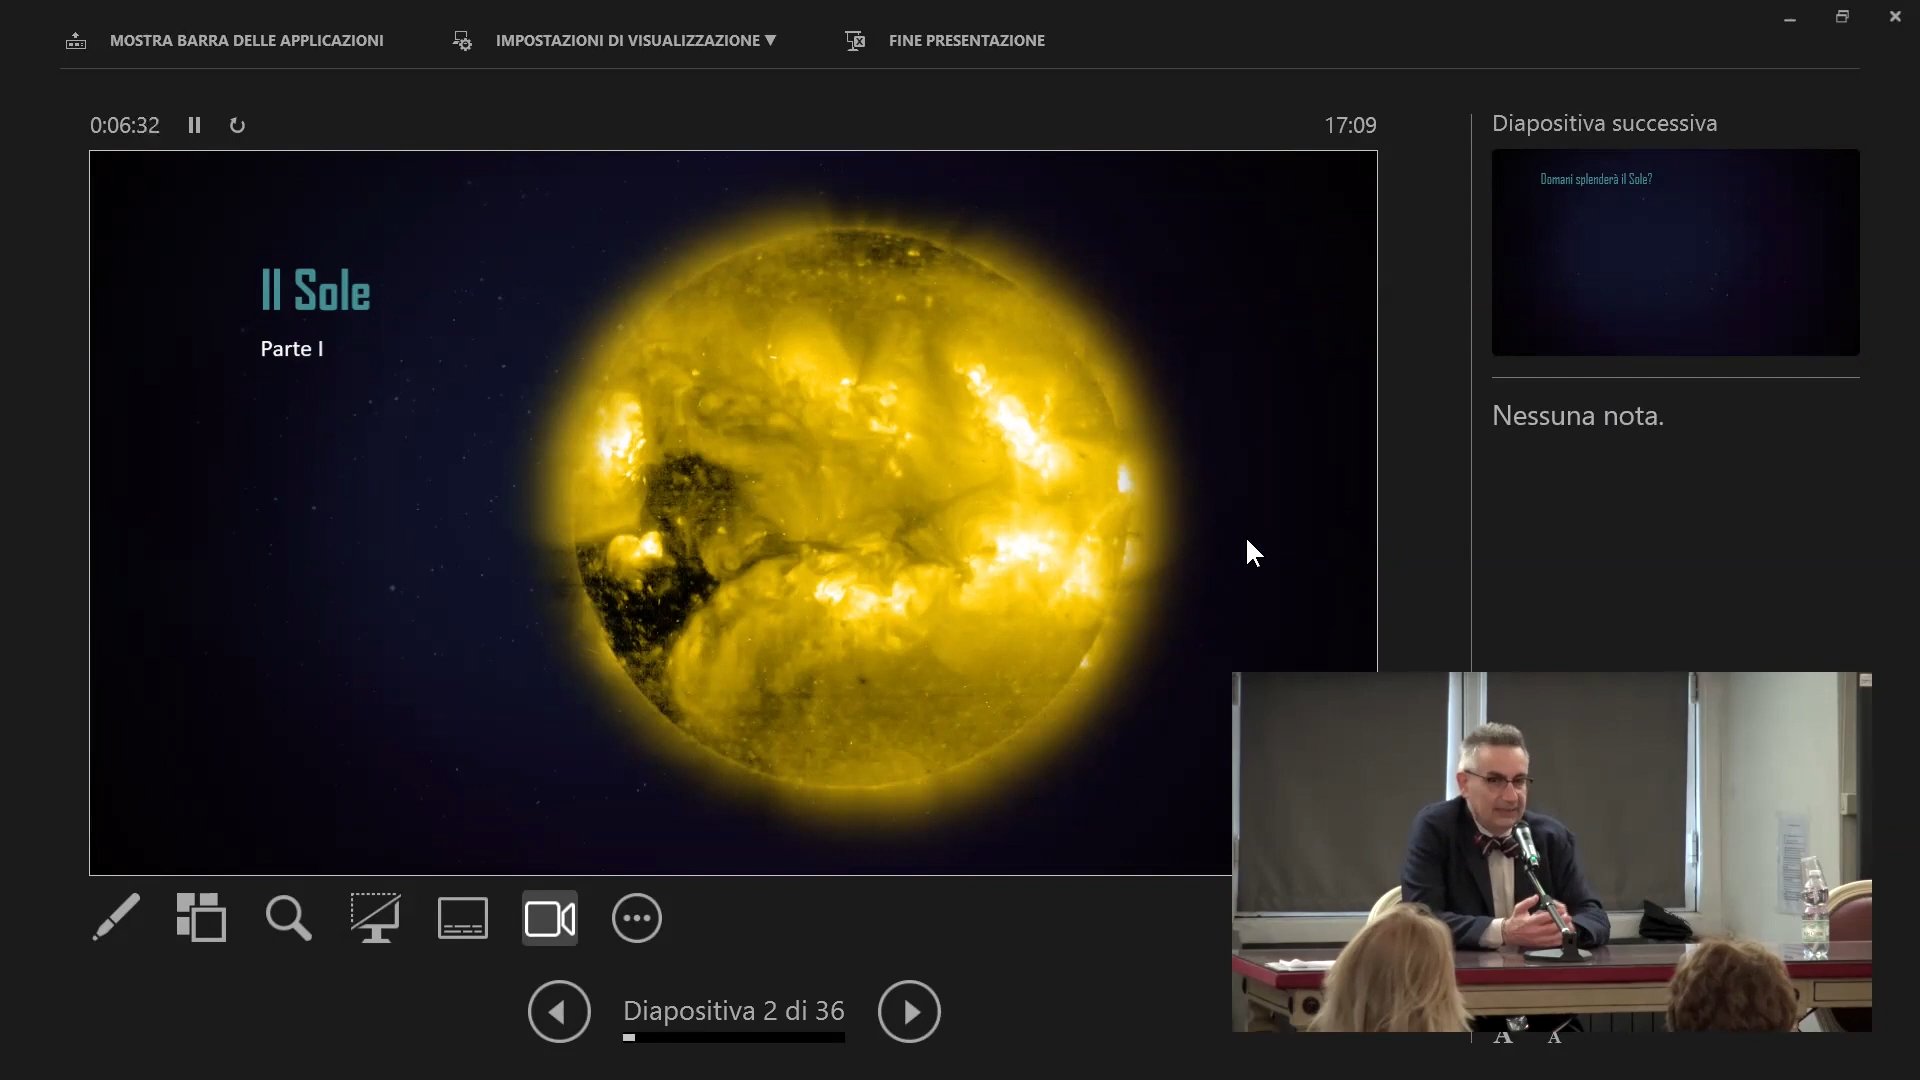 MOSTRA BARRA DELLE APPLICAZIONI
IMPOSTAZIONI DI VISUALIZZAZIONE ▼
FINE PRESENTAZIONE
0:06:32
17:09
Il Sole
Parte I
Diapositiva successiva
Domani splenderà il Sole?
Nessuna nota.
Diapositiva 2 di 36
A A